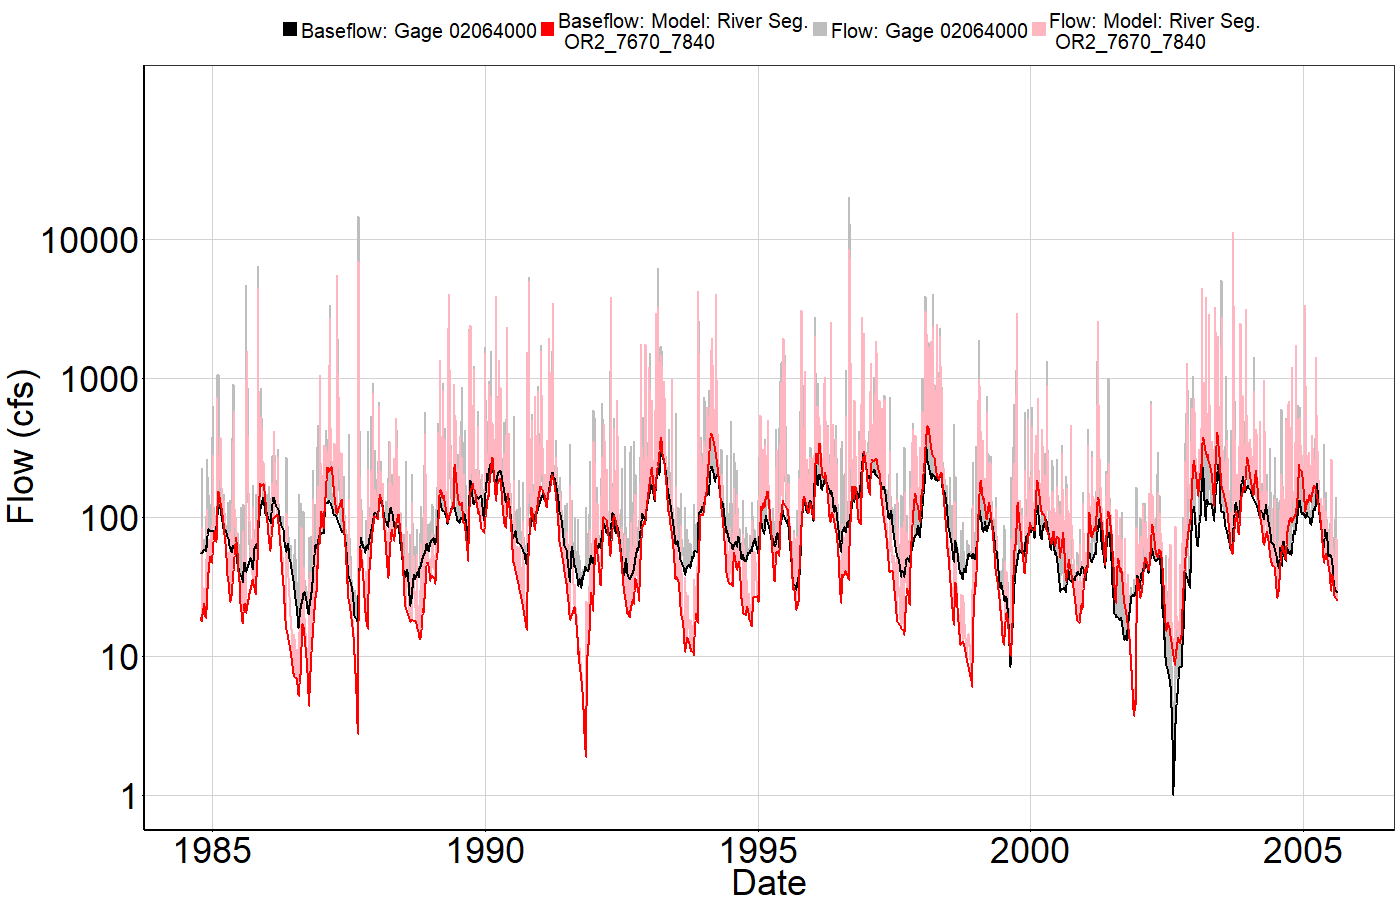 Baseflow: Gage 02064000 Baseflow: Model: River Seg. Flow: Gage 02064000 Flow: Model: River Seg.
OR2_7670_7840 OR2_7670_7840
10000
1000
100
10
1
Flow (cfs)
1985 1990 1995 2000 2005
Date